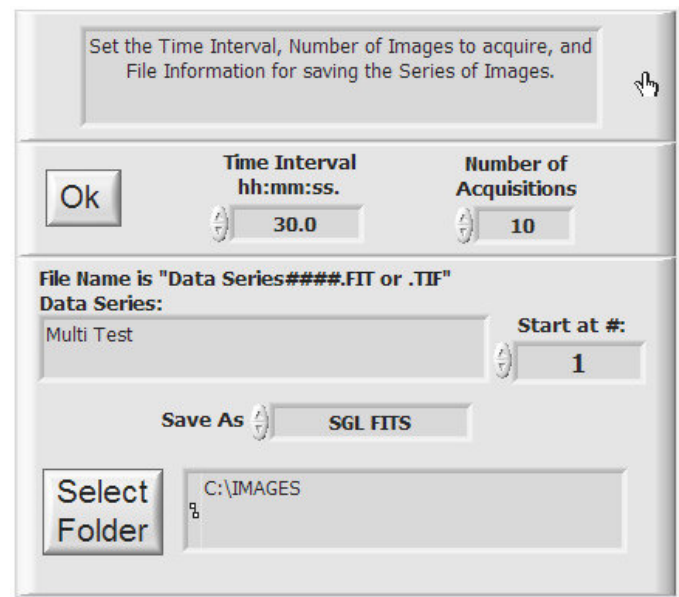 Set the Time Interval, Number of Images to acquire, and
File Information for saving the Series of Images.
Ok
Time Interval
hh:mm:ss.
30.0
Number of
Acquisitions
10
File Name is "Data Series####.FIT or .TIF"
Data Series:
Multi Test
Start at #:
1
Save As
SGL FITS
Select
Folder
C:\IMAGES